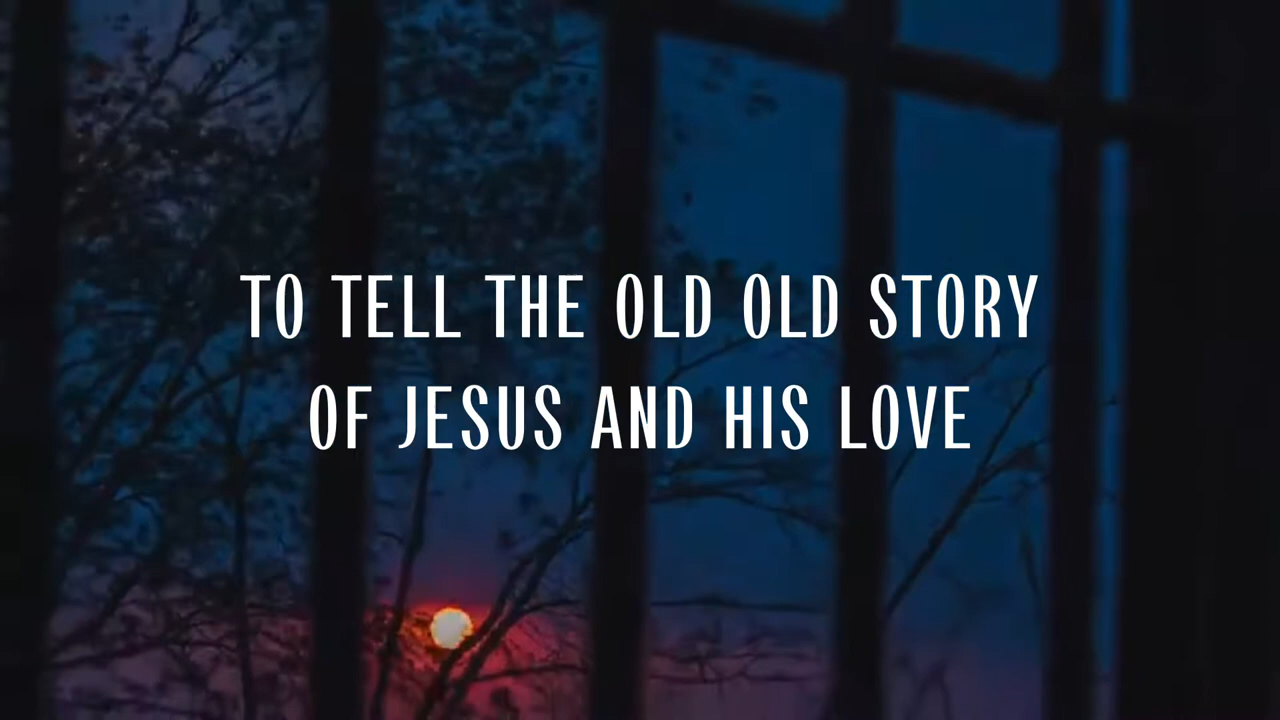 TO TELL THE OLD OLD STORY
OF JESUS AND HIS LOVE